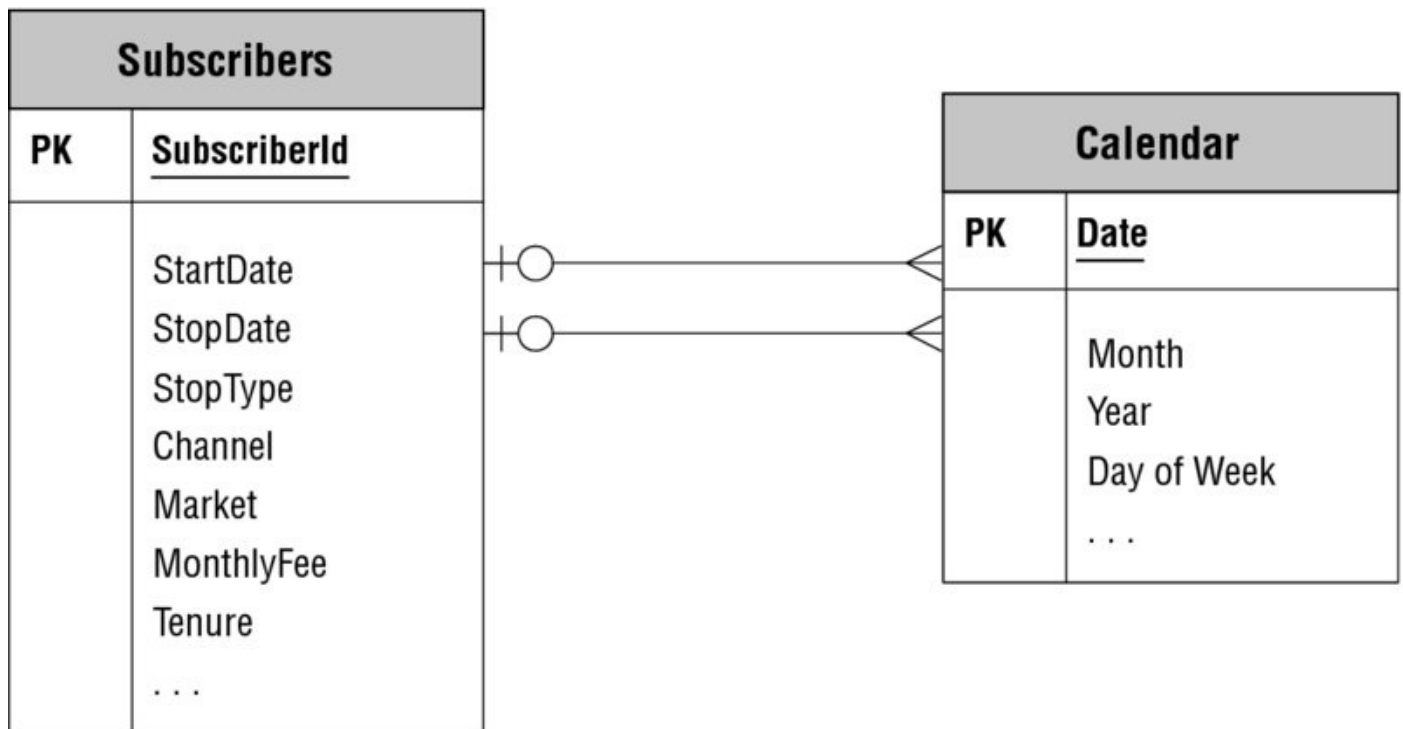 Subscribers
PK SubscriberId
StartDate
StopDate
StopType
Channel
Market
MonthlyFee
Tenure
. . .
Calendar
PK Date
Month
Year
Day of Week
. . .